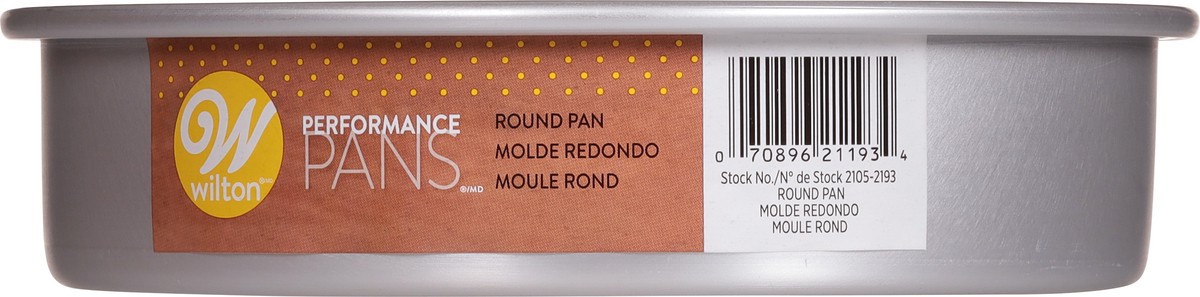 W
wilton®/MD
PERFORMANCE
PANS®/MD
ROUND PAN
MOLDE REDONDO
MOULE ROND
0 70896 21193 4
Stock No./N° de Stock 2105-2193
ROUND PAN
MOLDE REDONDO
MOULE ROND